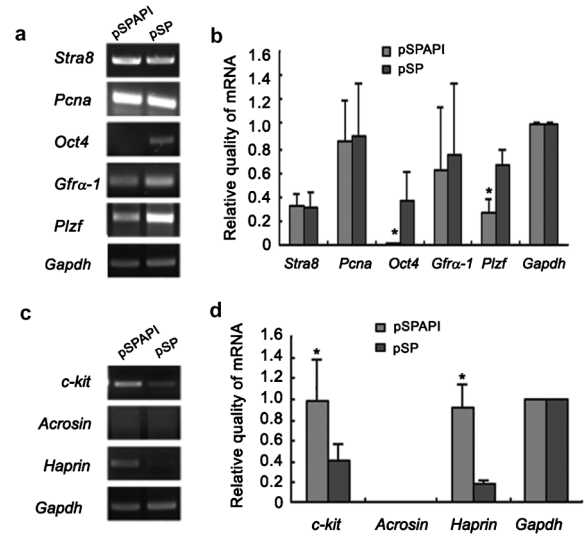 a
pSPAPI
pSP
Stra8
Pcna
Oct4
Gfrα-1
Plzf
Gapdh
b
Relative quality of mRNA
1.6
1.4
1.2
1.0
0.8
0.6
0.4
0.2
0
pSPAPI
pSP
*
*
Stra8 Pcna Oct4 Gfrα-1 Plzf Gapdh
c
pSPAPI
pSP
c-kit
Acrosin
Haprin
Gapdh
d
Relative quality of mRNA
1.6
1.4
1.2
1.0
0.8
0.6
0.4
0.2
0
pSPAPI
pSP
*
*
c-kit Acrosin Haprin Gapdh